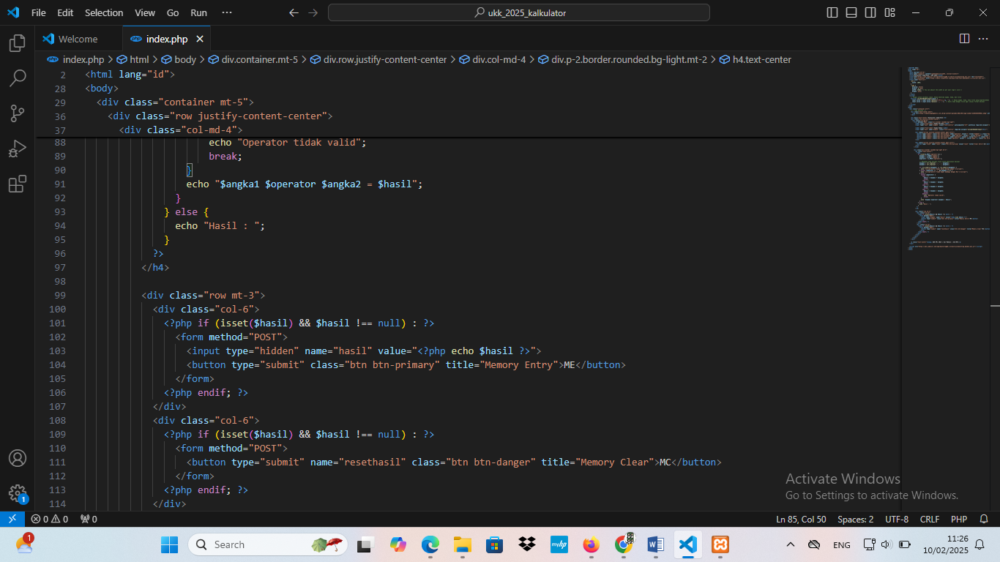 File Edit Selection View Go Run ··· ukk_2025_kalkulator
Welcome index.php
index.php > html > body > div.container.mt-5 > div.row.justify-content-center > div.col-md-4 > div.p-2.border.rounded.bg-light.mt-2 > h4.text-center
2 <html lang="id">
28 <body>
29 <div class="container mt-5">
36 <div class="row justify-content-center">
37 <div class="col-md-4">
88 echo "Operator tidak valid";
89 break;
90 }
91 echo "$angka1 $operator $angka2 = $hasil";
92 }
93 } else {
94 echo "Hasil : ";
95 }
96 ?>
97 </h4>
98
99 <div class="row mt-3">
100 <div class="col-6">
101 <?php if (isset($hasil) && $hasil !== null) : ?>
102 <form method="POST">
103 <input type="hidden" name="hasil" value="<?php echo $hasil ?>">
104 <button type="submit" class="btn btn-primary" title="Memory Entry">ME</button>
105 </form>
106 <?php endif; ?>
107 </div>
108 <div class="col-6">
109 <?php if (isset($hasil) && $hasil !== null) : ?>
110 <form method="POST">
111 <button type="submit" name="resethasil" class="btn btn-danger" title="Memory Clear">MC</button>
112 </form>
113 <?php endif; ?>
114 </div>
Activate Windows
Go to Settings to activate Windows.
0 0 0 Ln 85, Col 50 Spaces: 2 UTF-8 CRLF PHP
1
1 Search ENG 11:26
10/02/2025